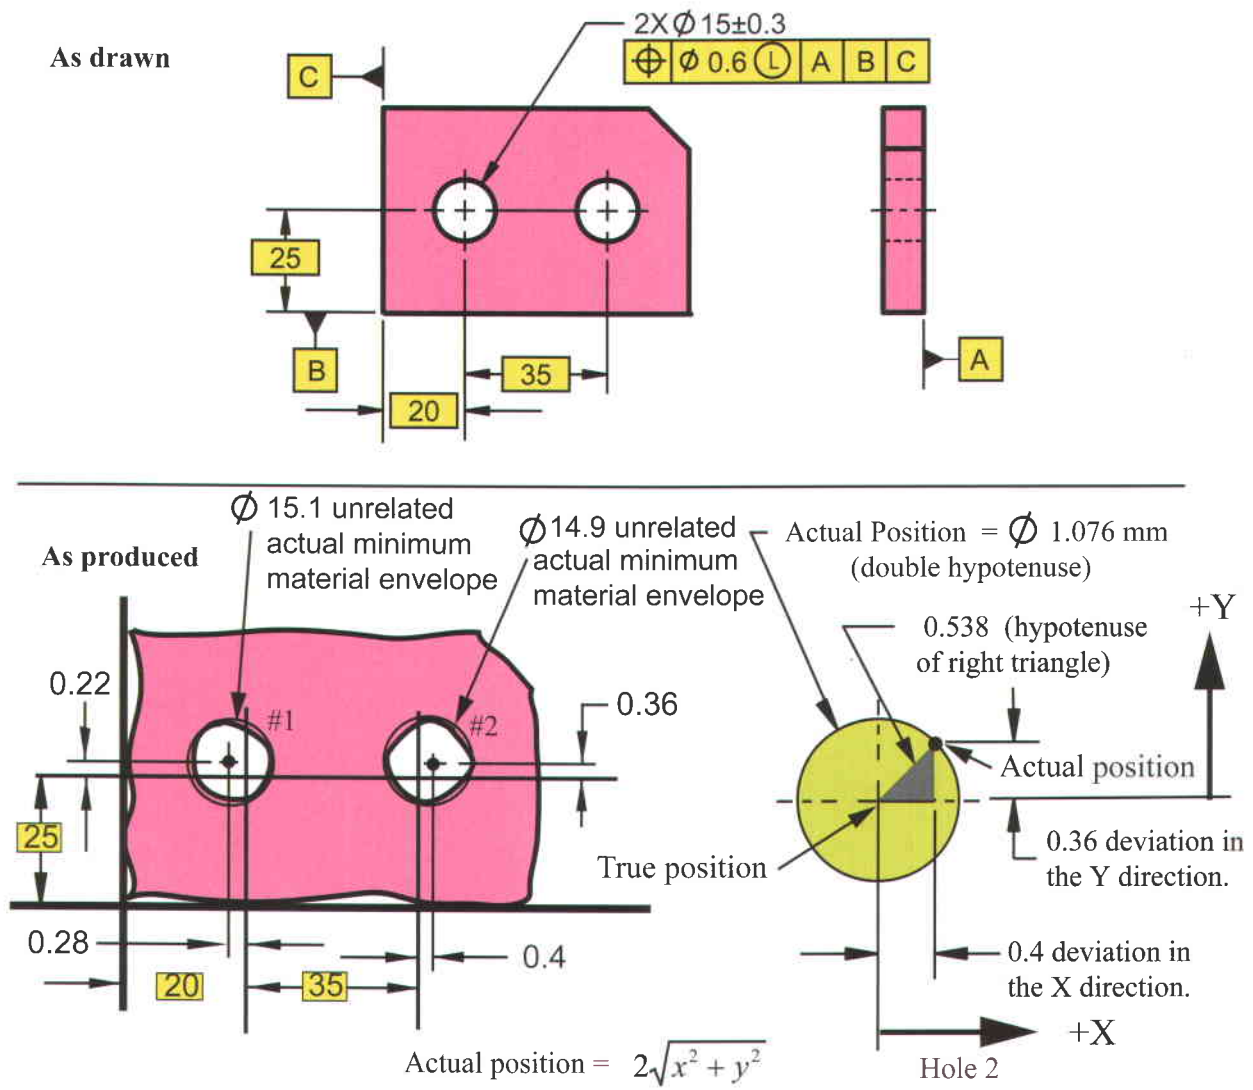 As drawn
2X Ø 15±0.3
⌖ Ø 0.6 Ⓛ A B C
C
25
B
35
20
A
As produced
Ø 15.1 unrelated
actual minimum
material envelope
Ø 14.9 unrelated
actual minimum
material envelope
Actual Position = Ø 1.076 mm
(double hypotenuse)
0.538 (hypotenuse
of right triangle)
+Y
0.22
#1
#2
0.36
Actual position
25
True position
0.36 deviation in
the Y direction.
0.28
20
35
0.4
0.4 deviation in
the X direction.
+X
Actual position = 2√x² + y²
Hole 2